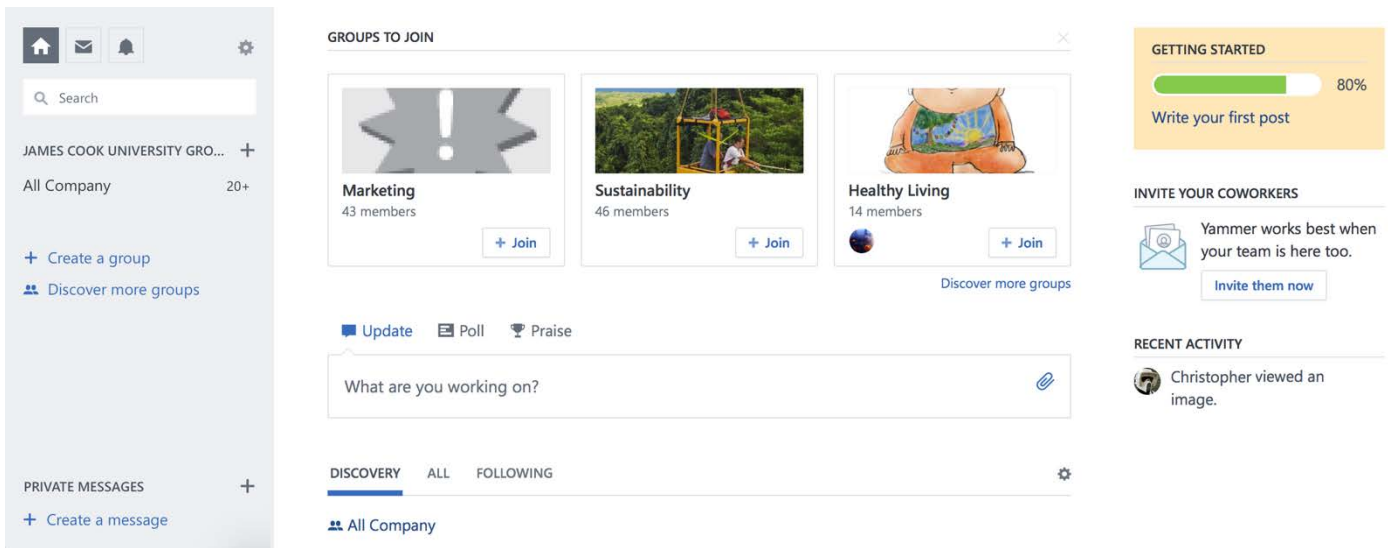 Search
JAMES COOK UNIVERSITY GRO...
All Company 20+
Create a group
Discover more groups
PRIVATE MESSAGES
Create a message
GROUPS TO JOIN
Marketing
43 members
+ Join
Sustainability
46 members
+ Join
Healthy Living
14 members
+ Join
Discover more groups
Update Poll Praise
What are you working on?
DISCOVERY ALL FOLLOWING
All Company
GETTING STARTED
80%
Write your first post
INVITE YOUR COWORKERS
Yammer works best when
your team is here too.
Invite them now
RECENT ACTIVITY
Christopher viewed an
image.